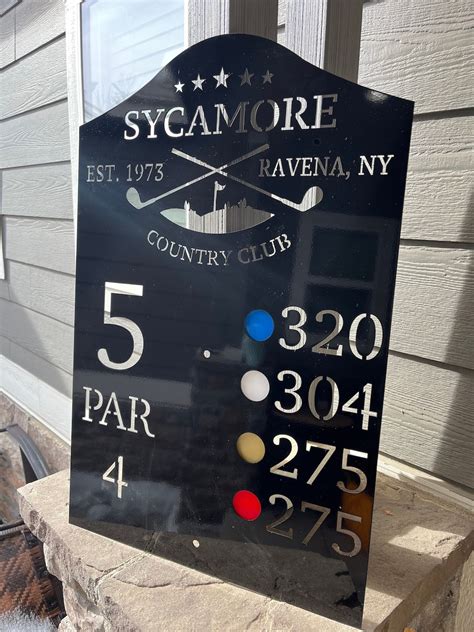 SYCAMORE
EST. 1973 RAVENA, NY
COUNTRY CLUB
5
PAR
4
320
304
275
275